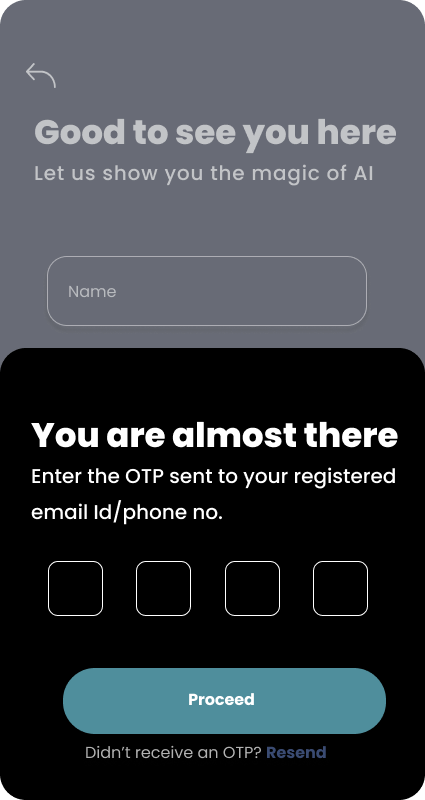 Good to see you here
Let us show you the magic of AI
Name
You are almost there
Enter the OTP sent to your registered
email Id/phone no.
Proceed
Didn’t receive an OTP? Resend